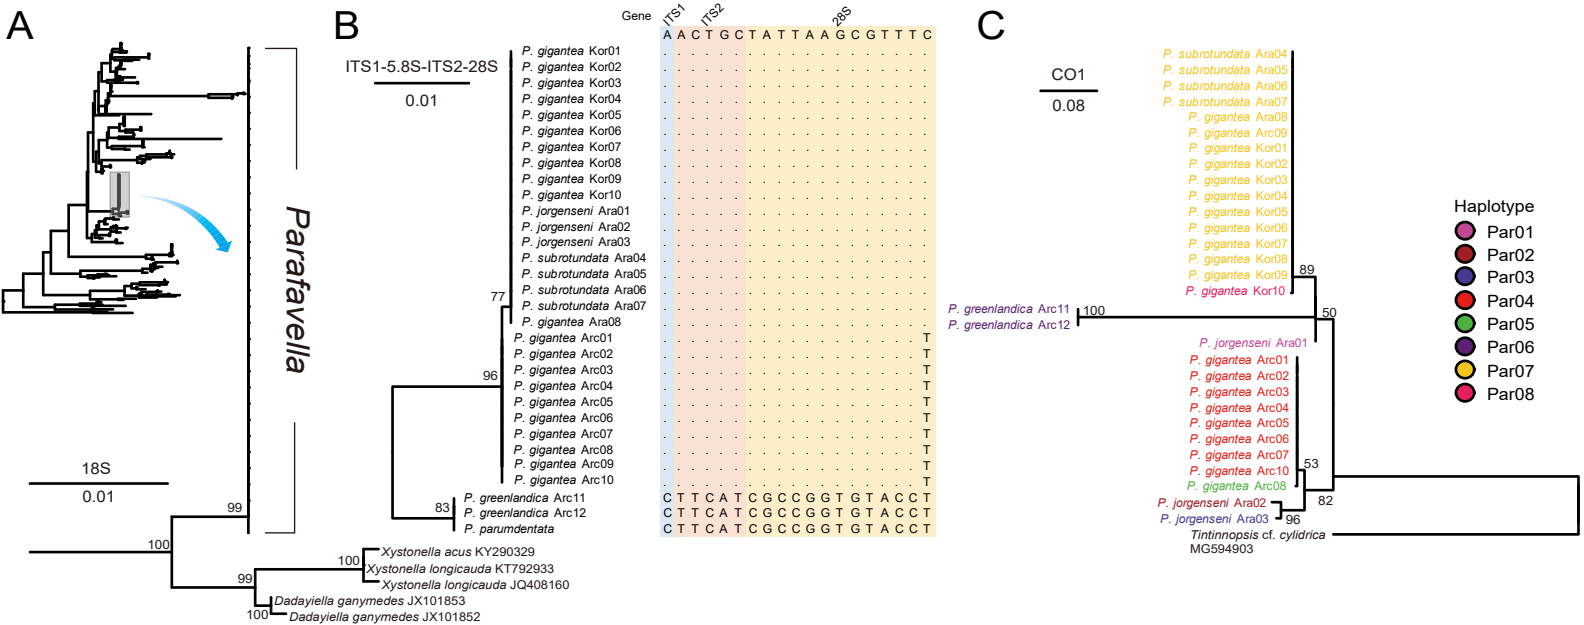 A
18S
0.01
Parafavella
99
100
99
100
100
Xystonella acus KY290329
Xystonella longicauda KT792933
Xystonella longicauda JQ408160
Dadayiella ganymedes JX101853
Dadayiella ganymedes JX101852
B
ITS1-5.8S-ITS2-28S
0.01
Gene ITS1 ITS2 28S
A A C T G C T A T T A A G C G T T T C
P. gigantea Kor01 . . . . . . . . . . . . . . . . . . .
P. gigantea Kor02 . . . . . . . . . . . . . . . . . . .
P. gigantea Kor03 . . . . . . . . . . . . . . . . . . .
P. gigantea Kor04 . . . . . . . . . . . . . . . . . . .
P. gigantea Kor05 . . . . . . . . . . . . . . . . . . .
P. gigantea Kor06 . . . . . . . . . . . . . . . . . . .
P. gigantea Kor07 . . . . . . . . . . . . . . . . . . .
P. gigantea Kor08 . . . . . . . . . . . . . . . . . . .
P. gigantea Kor09 . . . . . . . . . . . . . . . . . . .
P. gigantea Kor10 . . . . . . . . . . . . . . . . . . .
P. jorgenseni Ara01 . . . . . . . . . . . . . . . . . . .
P. jorgenseni Ara02 . . . . . . . . . . . . . . . . . . .
P. jorgenseni Ara03 . . . . . . . . . . . . . . . . . . .
P. subrotundata Ara04 . . . . . . . . . . . . . . . . . . .
P. subrotundata Ara05 . . . . . . . . . . . . . . . . . . .
P. subrotundata Ara06 . . . . . . . . . . . . . . . . . . .
P. subrotundata Ara07 . . . . . . . . . . . . . . . . . . .
P. gigantea Ara08 . . . . . . . . . . . . . . . . . . .
P. gigantea Arc01 . . . . . . . . . . . . . . . . . . T
P. gigantea Arc02 . . . . . . . . . . . . . . . . . . T
P. gigantea Arc03 . . . . . . . . . . . . . . . . . . T
P. gigantea Arc04 . . . . . . . . . . . . . . . . . . T
P. gigantea Arc05 . . . . . . . . . . . . . . . . . . T
P. gigantea Arc06 . . . . . . . . . . . . . . . . . . T
P. gigantea Arc07 . . . . . . . . . . . . . . . . . . T
P. gigantea Arc08 . . . . . . . . . . . . . . . . . . T
P. gigantea Arc09 . . . . . . . . . . . . . . . . . . T
P. gigantea Arc10 . . . . . . . . . . . . . . . . . . T
P. greenlandica Arc11 C T T C A T C G C C G G T G T A C C T
P. greenlandica Arc12 C T T C A T C G C C G G T G T A C C T
P. parumdentata C T T C A T C G C C G G T G T A C C T
77
96
83
C
CO1
0.08
P. subrotundata Ara04
P. subrotundata Ara05
P. subrotundata Ara06
P. subrotundata Ara07
P. gigantea Ara08
P. gigantea Arc09
P. gigantea Kor01
P. gigantea Kor02
P. gigantea Kor03
P. gigantea Kor04
P. gigantea Kor05
P. gigantea Kor06
P. gigantea Kor07
P. gigantea Kor08
P. gigantea Kor09
P. gigantea Kor10
89
P. greenlandica Arc11
P. greenlandica Arc12
100
50
P. jorgenseni Ara01
P. gigantea Arc01
P. gigantea Arc02
P. gigantea Arc03
P. gigantea Arc04
P. gigantea Arc05
P. gigantea Arc06
P. gigantea Arc07
P. gigantea Arc10
P. gigantea Arc08
53
82
P. jorgenseni Ara02
P. jorgenseni Ara03
96
Tintinnopsis cf. cylidrica
MG594903
Haplotype
Par01
Par02
Par03
Par04
Par05
Par06
Par07
Par08